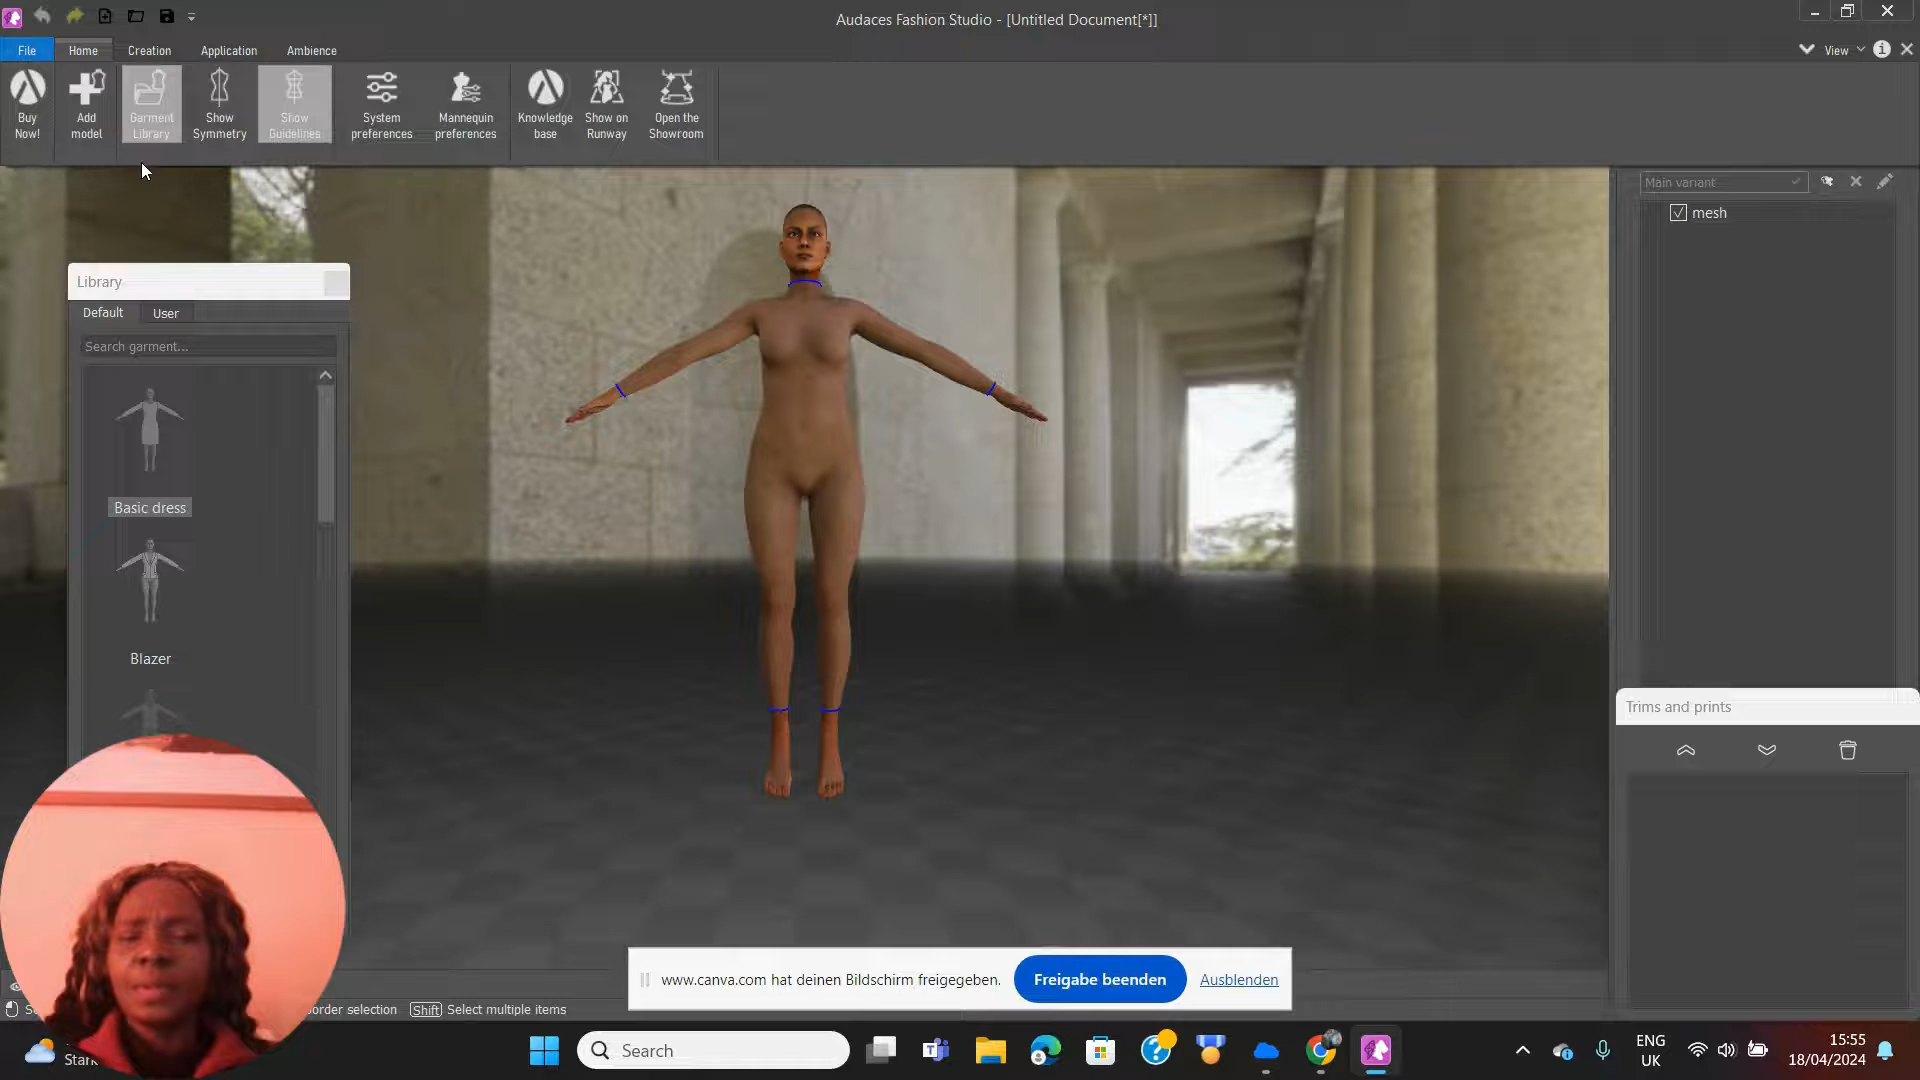 Audaces Fashion Studio - [Untitled Document[*]]
File
Home
Creation
Application
Ambience
View
Buy
Now!
Add
model
Garment
Library
Show
Symmetry
Show
Guidelines
System
preferences
Mannequin
preferences
Knowledge
base
Show on
Runway
Open the
Showroom
Main variant
mesh
Library
Default
User
Search garment...
Basic dress
Blazer
Trims and prints
www.canva.com hat deinen Bildschirm freigegeben.
Freigabe beenden
Ausblenden
order selection
Shift Select multiple items
Search
ENG
UK
15:55
18/04/2024